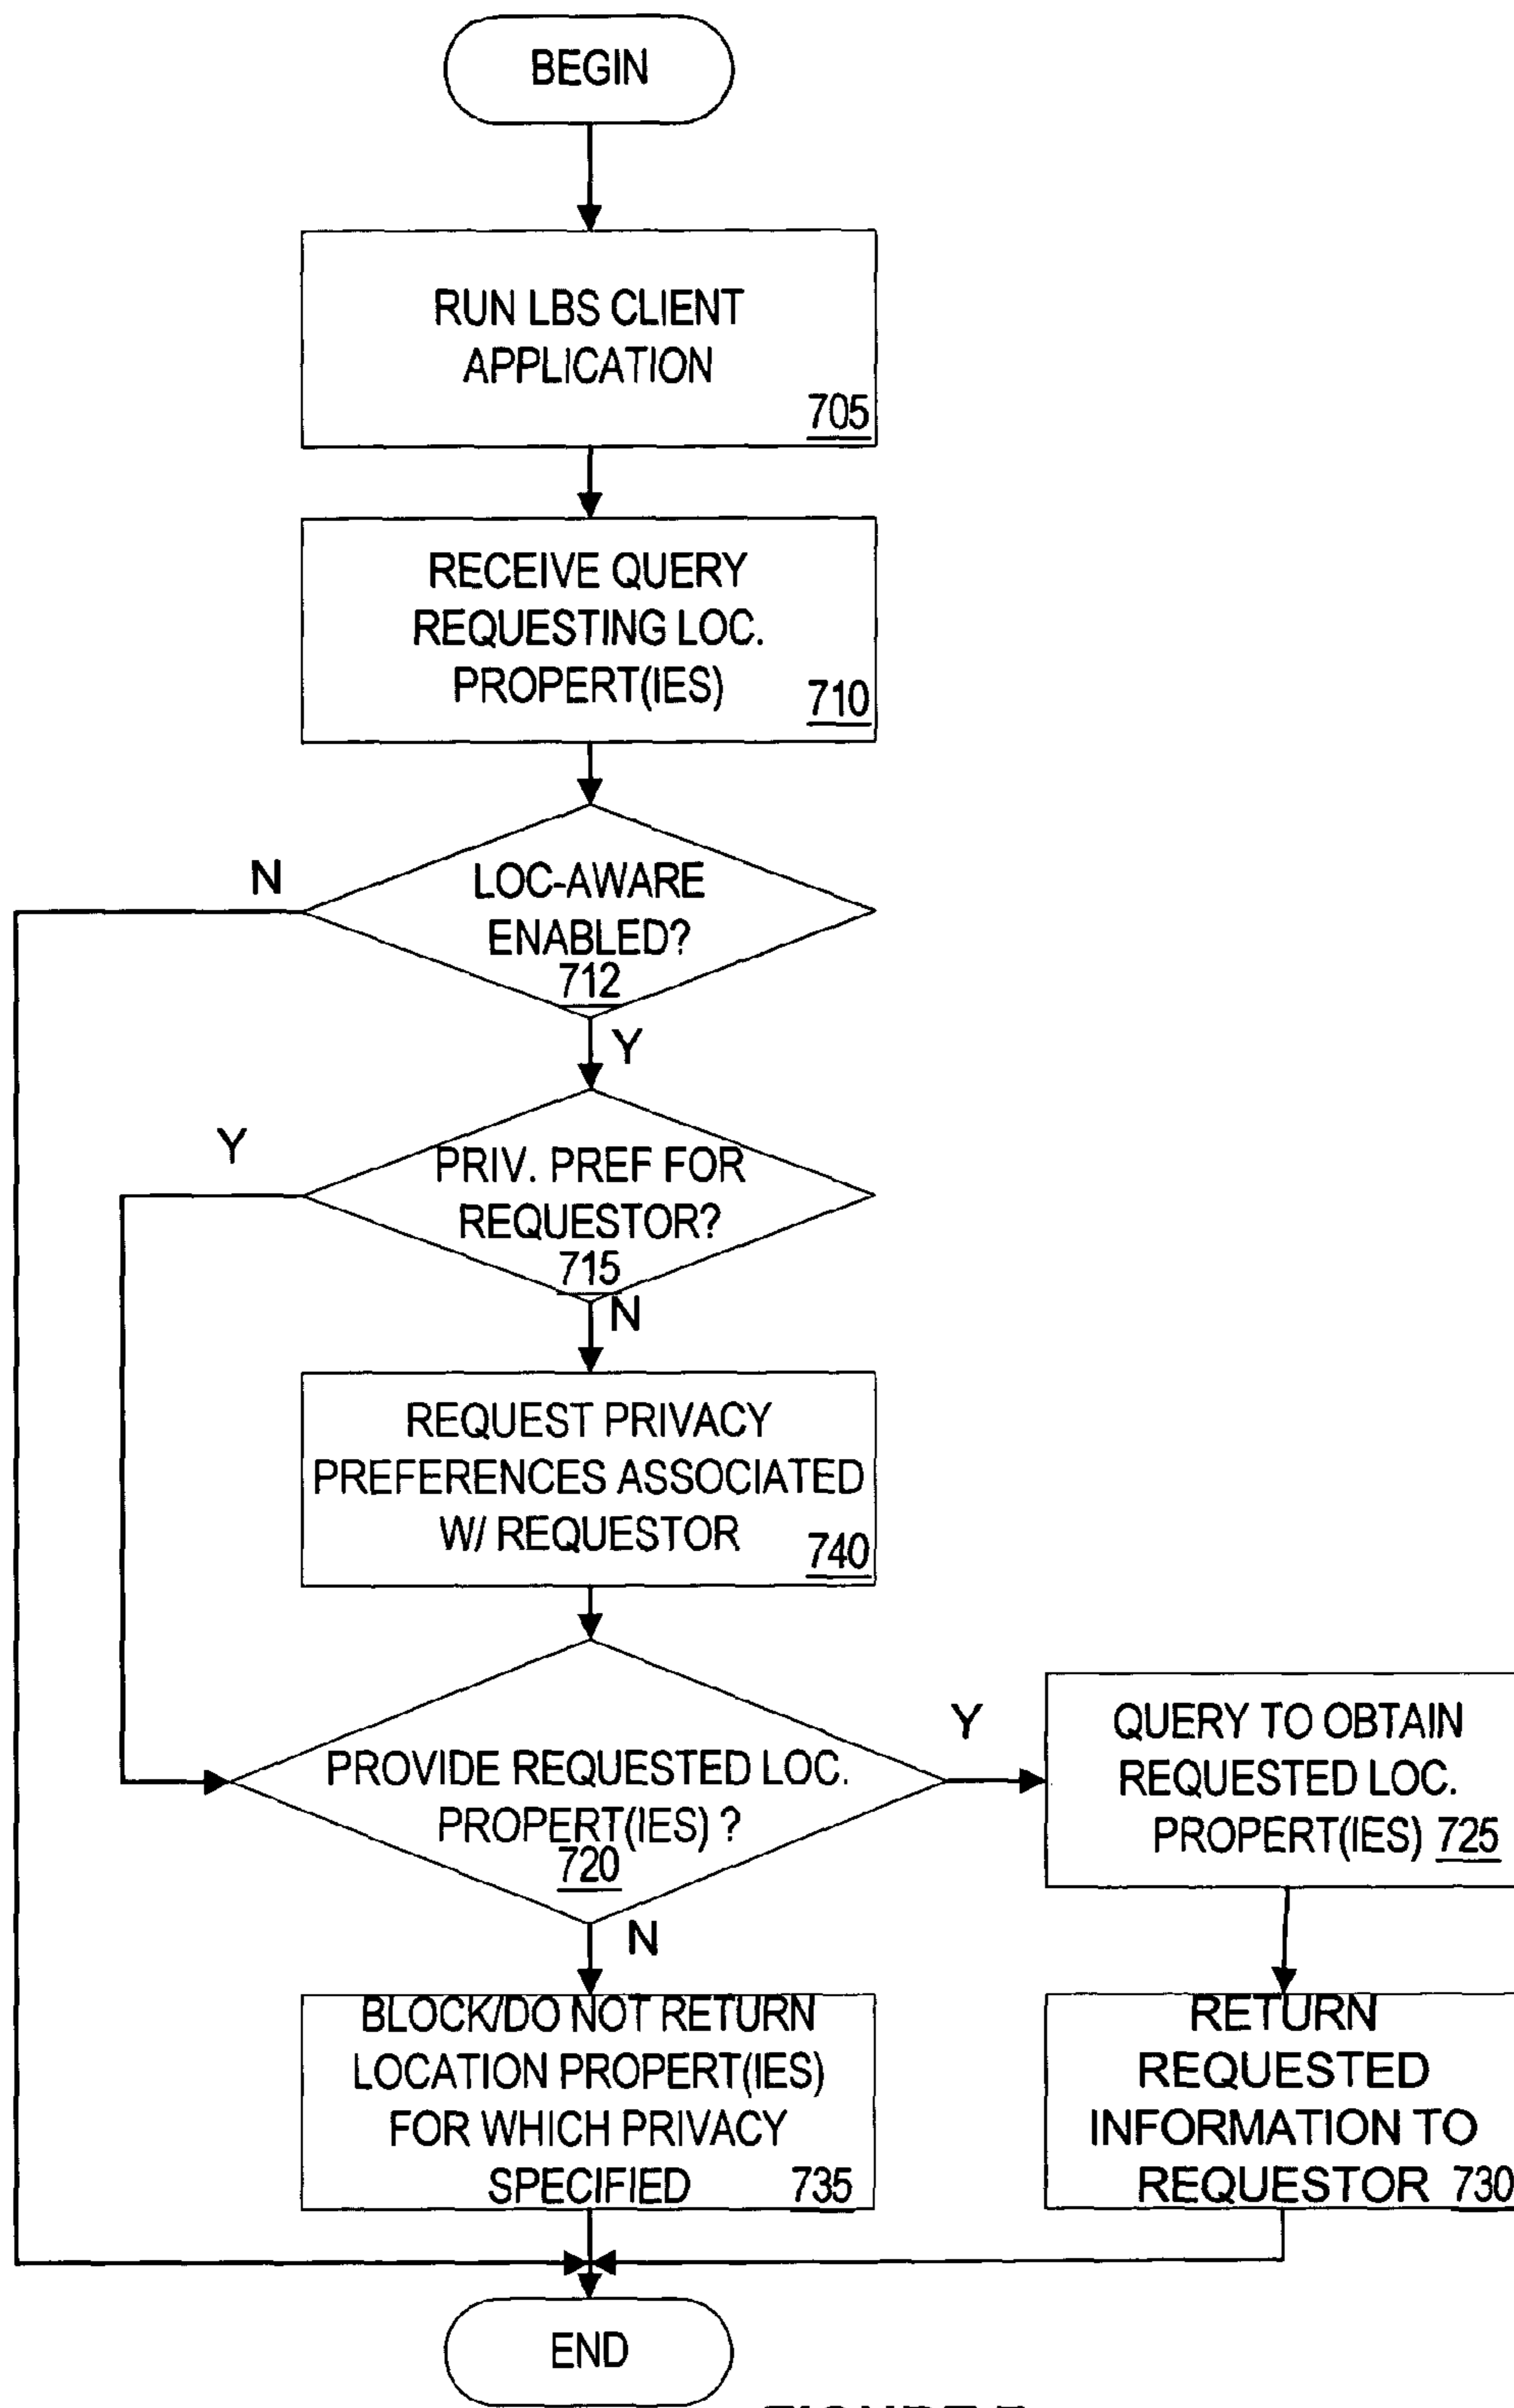 BEGIN
RUN LBS CLIENT
APPLICATION
705
RECEIVE QUERY
REQUESTING LOC.
PROPERT(IES)
710
N
LOC-AWARE
ENABLED?
712
Y
Y
PRIV. PREF FOR
REQUESTOR?
715
N
REQUEST PRIVACY
PREFERENCES ASSOCIATED
W/ REQUESTOR
740
PROVIDE REQUESTED LOC.
PROPERT(IES) ?
720
Y
QUERY TO OBTAIN
REQUESTED LOC.
PROPERT(IES) 725
N
BLOCK/DO NOT RETURN
LOCATION PROPERT(IES)
FOR WHICH PRIVACY
SPECIFIED
735
RETURN
REQUESTED
INFORMATION TO
REQUESTOR 730
END